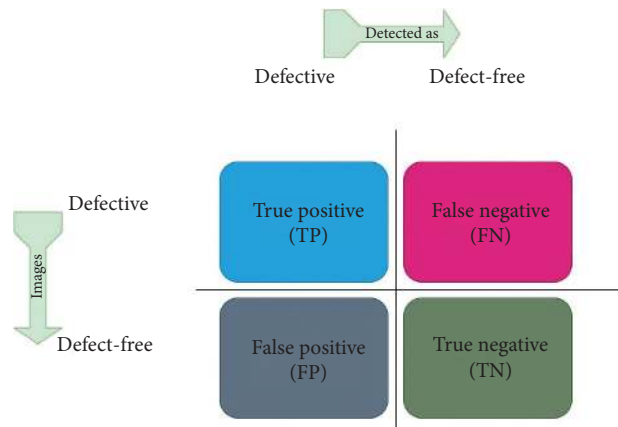 Detected as
Defective
Defect-free
Defective
True positive
(TP)
False negative
(FN)
Images
Defect-free
False positive
(FP)
True negative
(TN)